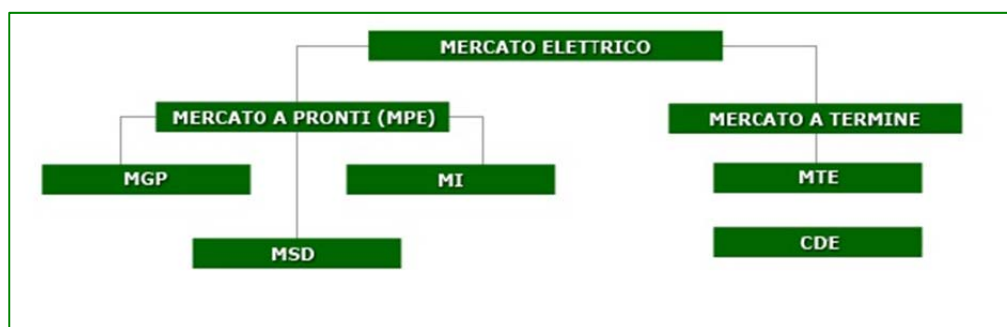 MERCATO ELETTRICO
MERCATO A PRONTI (MPE)
MERCATO A TERMINE
MGP
MI
MTE
MSD
CDE